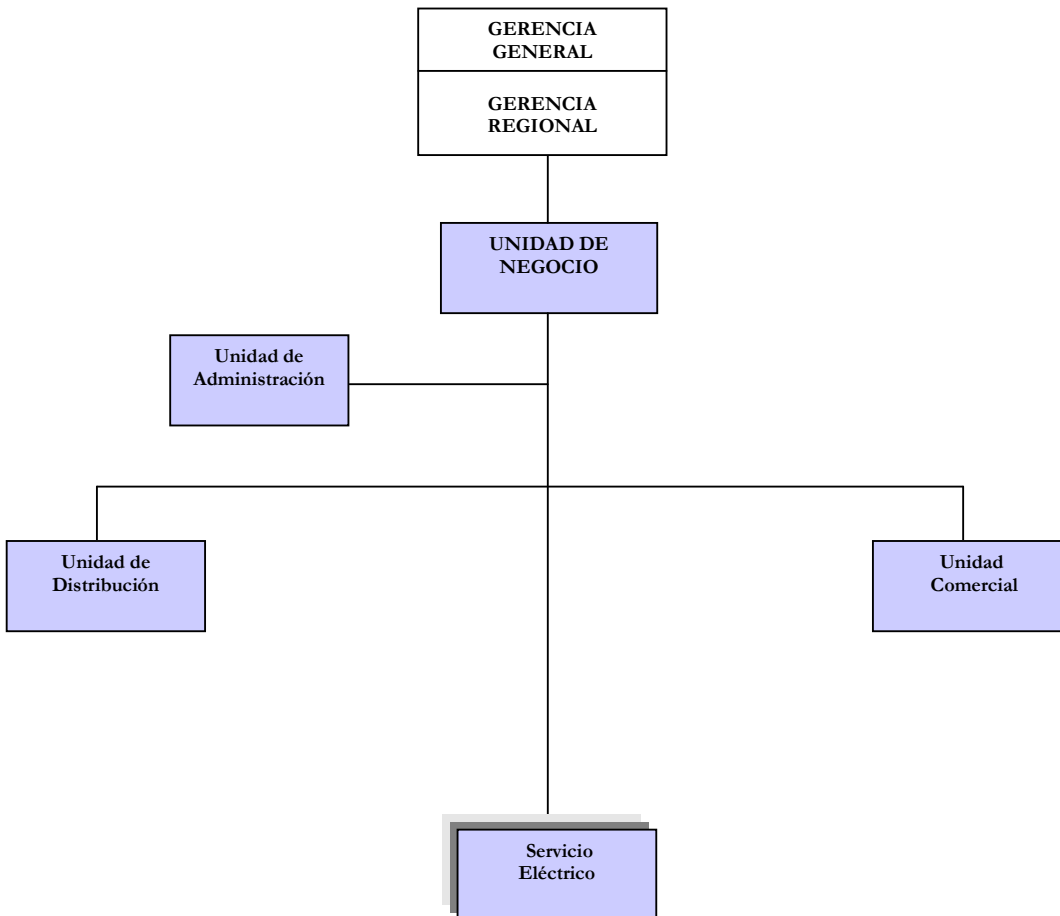 GERENCIA
GENERAL
GERENCIA
REGIONAL
UNIDAD DE
NEGOCIO
Unidad de
Administración
Unidad de
Distribución
Unidad
Comercial
Servicio
Eléctrico